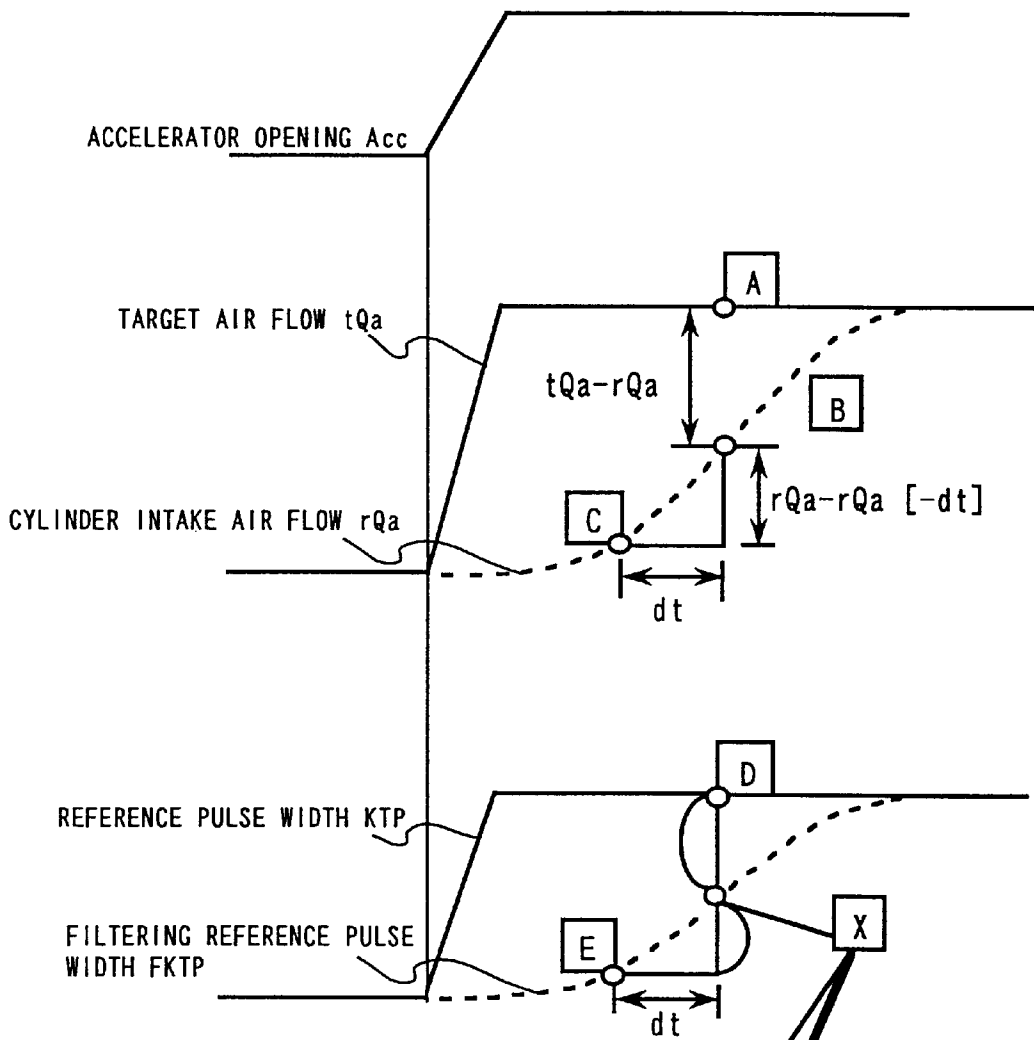 ACCELERATOR OPENING Acc
A
TARGET AIR FLOW tQa
tQa-rQa
B
C
rQa-rQa [-dt]
CYLINDER INTAKE AIR FLOW rQa
dt
D
REFERENCE PULSE WIDTH KTP
X
FILTERING REFERENCE PULSE
WIDTH FKTP
E
dt